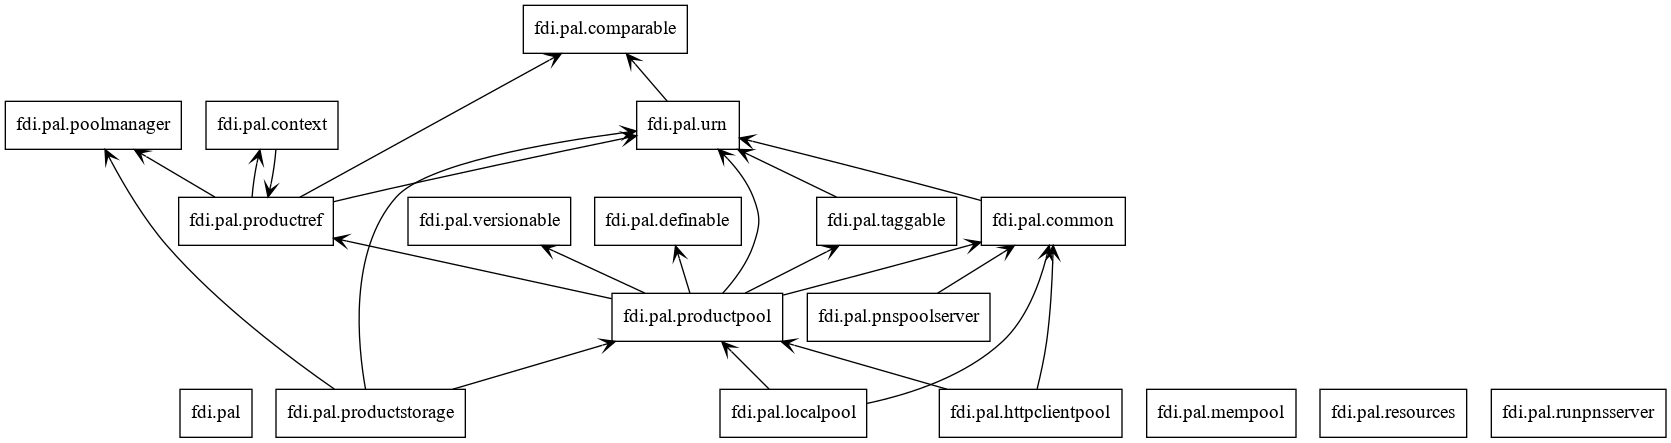 fdi.pal.comparable
fdi.pal.poolmanager
fdi.pal.context
fdi.pal.urn
fdi.pal.productref
fdi.pal.versionable
fdi.pal.definable
fdi.pal.taggable
fdi.pal.common
fdi.pal.productpool
fdi.pal.pnspoolserver
fdi.pal
fdi.pal.productstorage
fdi.pal.localpool
fdi.pal.httpclientpool
fdi.pal.mempool
fdi.pal.resources
fdi.pal.runpnsserver